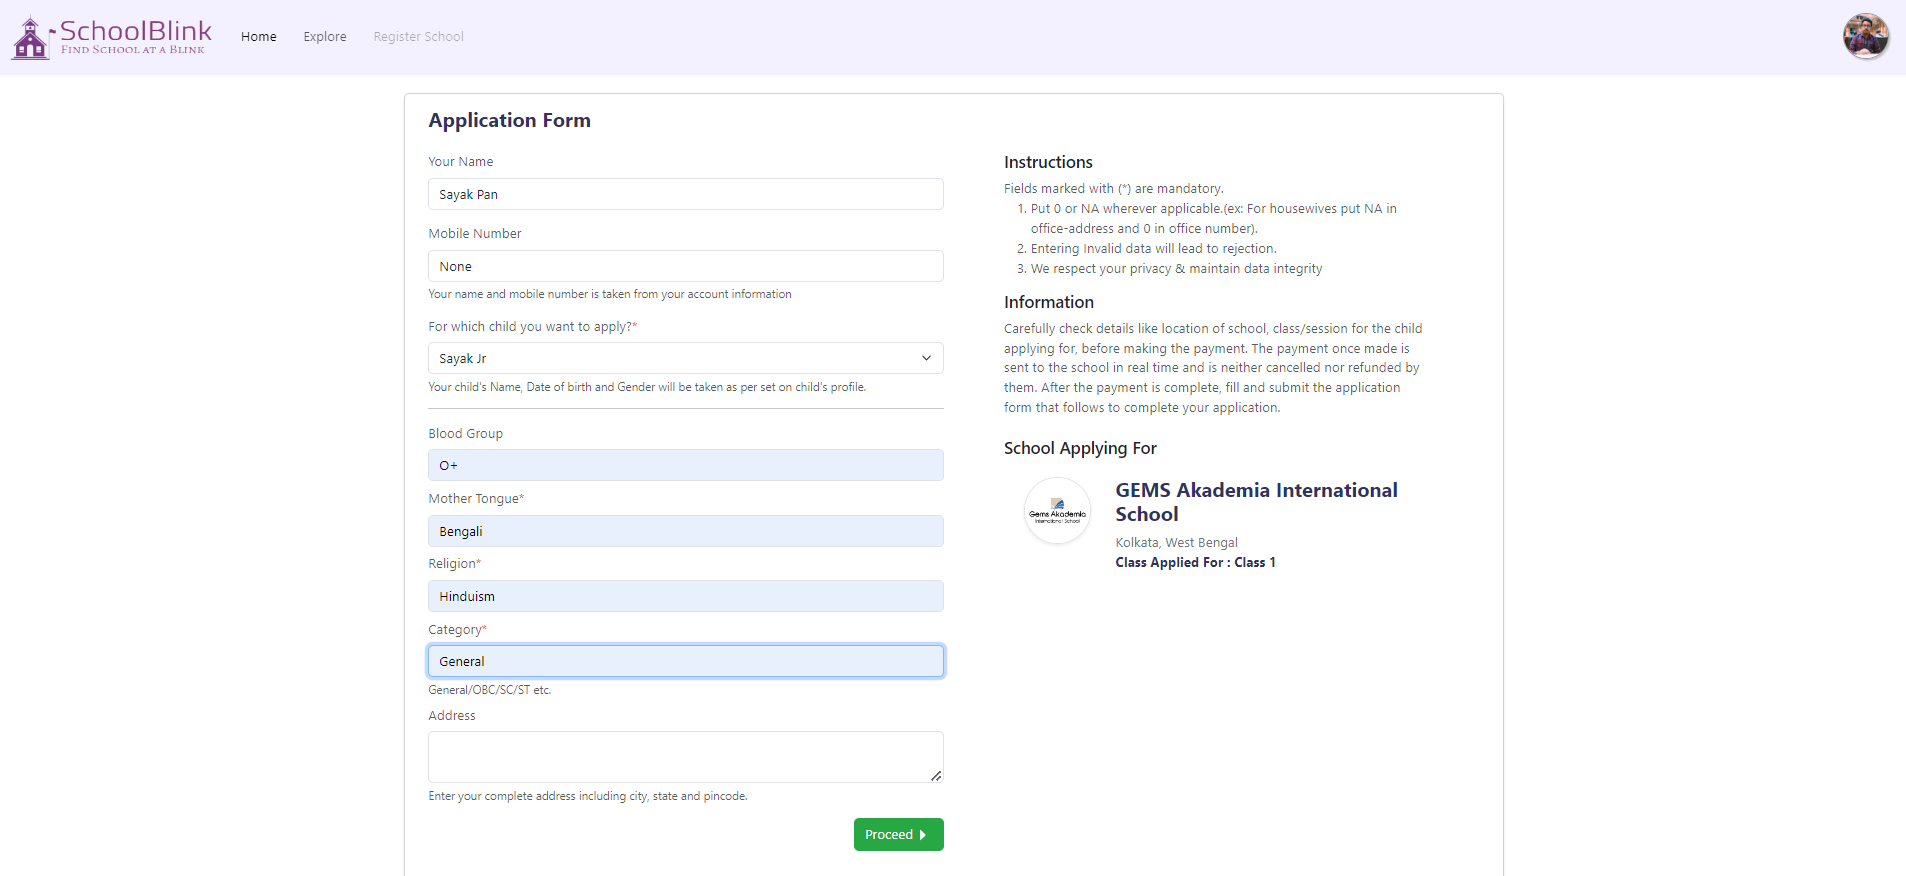 SchoolBlink
FIND SCHOOL AT A BLINK
Home
Explore
Register School
Application Form
Your Name
Sayak Pan
Mobile Number
None
Your name and mobile number is taken from your account information
For which child you want to apply?*
Sayak Jr
Your child's Name, Date of birth and Gender will be taken as per set on child's profile.
Blood Group
O+
Mother Tongue*
Bengali
Religion*
Hinduism
Category*
General
General/OBC/SC/ST etc.
Address
Enter your complete address including city, state and pincode.
Proceed
Instructions
Fields marked with (*) are mandatory.
1. Put 0 or NA wherever applicable.(ex: For housewives put NA in
office-address and 0 in office number).
2. Entering Invalid data will lead to rejection.
3. We respect your privacy & maintain data integrity
Information
Carefully check details like location of school, class/session for the child
applying for, before making the payment. The payment once made is
sent to the school in real time and is neither cancelled nor refunded by
them. After the payment is complete, fill and submit the application
form that follows to complete your application.
School Applying For
Gems Akademia
International School
GEMS Akademia International
School
Kolkata, West Bengal
Class Applied For : Class 1